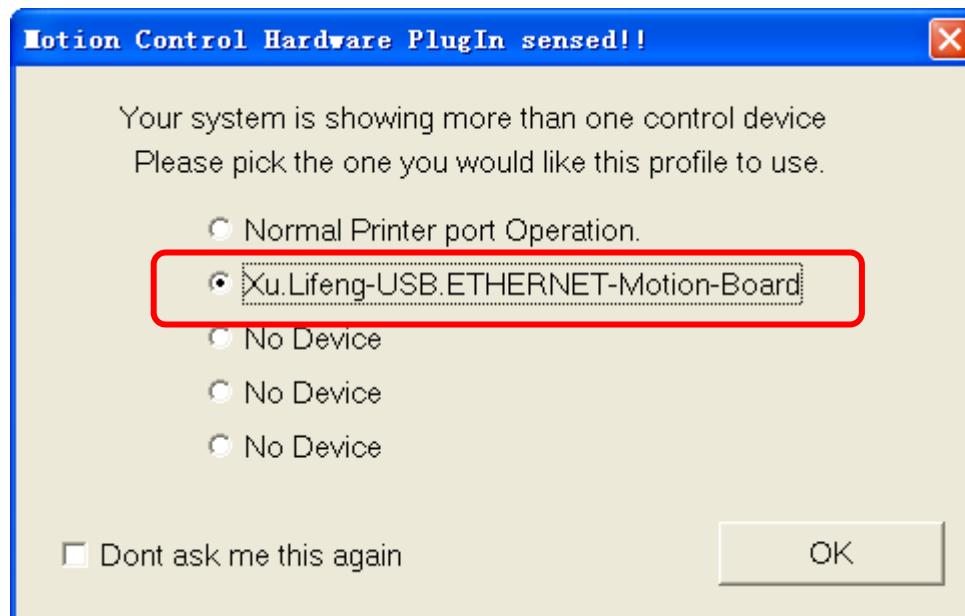 Motion Control Hardware PlugIn sensed!!
Your system is showing more than one control device
Please pick the one you would like this profile to use.
Normal Printer port Operation.
Xu.Lifeng-USB.ETHERNET-Motion-Board
No Device
No Device
No Device
Dont ask me this again
OK